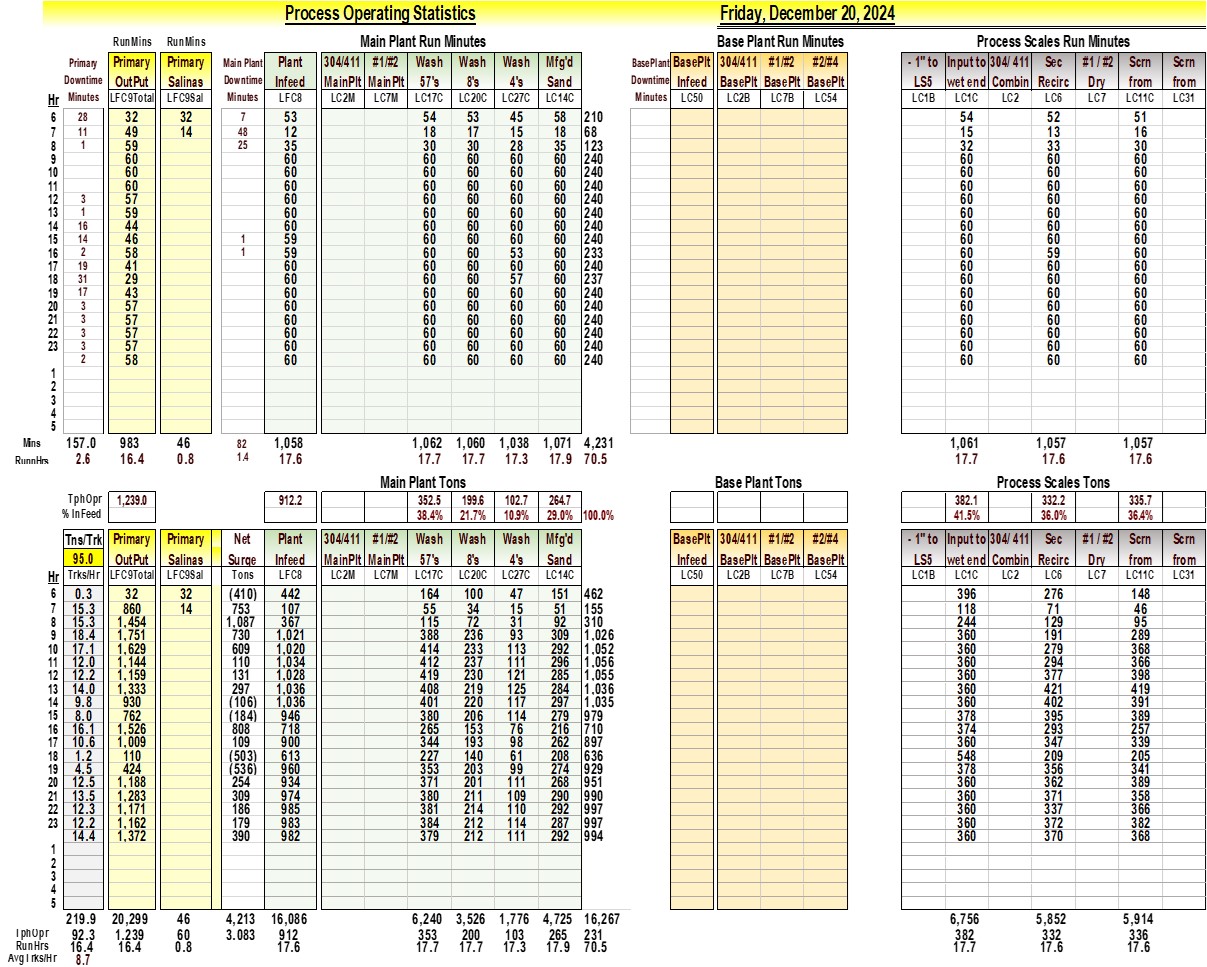 Process Operating Statistics Friday, December 20, 2024
RunMins RunMins Main Plant Run Minutes Base Plant Run Minutes Process Scales Run Minutes
Primary Primary Primary Main Plant Plant 304/411 #1/#2 Wash Wash Wash Mfg'd BasePlant BasePlt 304/411 #1/#2 #2/#4 - 1" to Input to 304/ 411 Sec #1 / #2 Scrn Scrn
Downtime OutPut Salinas Downtime Infeed MainPlt MainPlt 57's 8's 4's Sand Downtime Infeed BasePlt BasePlt BasePlt LS5 wet end Combin Recirc Dry from from
Hr Minutes LFC9Total LFC9Sal Minutes LFC8 LC2M LC7M LC17C LC20C LC27C LC14C Minutes LC50 LC2B LC7B LC54 LC1B LC1C LC2 LC6 LC7 LC11C LC31
6 28 32 32 7 53 54 53 45 58 210 54 52 51
7 11 49 14 48 12 18 17 15 18 68 15 13 16
8 1 59 25 35 30 30 28 35 123 32 33 30
9 60 60 60 60 60 60 240 60 60 60
10 60 60 60 60 60 60 240 60 60 60
11 60 60 60 60 60 60 240 60 60 60
12 3 57 60 60 60 60 60 240 60 60 60
13 1 59 60 60 60 60 60 240 60 60 60
14 16 44 60 60 60 60 60 240 60 60 60
15 14 46 1 59 60 60 60 60 240 60 60 60
16 2 58 1 59 60 60 53 60 233 60 59 60
17 19 41 60 60 60 60 60 240 60 60 60
18 31 29 60 60 60 57 60 237 60 60 60
19 17 43 60 60 60 60 60 240 60 60 60
20 3 57 60 60 60 60 60 240 60 60 60
21 3 57 60 60 60 60 60 240 60 60 60
22 3 57 60 60 60 60 60 240 60 60 60
23 3 57 60 60 60 60 60 240 60 60 60
2 58 60 60 60 60 60 240 60 60 60
1
2
3
4
5
Mins 157.0 983 46 82 1,058 1,062 1,060 1,038 1,071 4,231 1,061 1,057 1,057
RunnHrs 2.6 16.4 0.8 1.4 17.6 17.7 17.7 17.3 17.9 70.5 17.7 17.6 17.6
Main Plant Tons Base Plant Tons Process Scales Tons
TphOpr 1,239.0 912.2 352.5 199.6 102.7 264.7 382.1 332.2 335.7
% InFeed 38.4% 21.7% 10.9% 29.0% 100.0% 41.5% 36.0% 36.4%
Tns/Trk Primary Primary Net Plant 304/411 #1/#2 Wash Wash Wash Mfg'd BasePlt 304/411 #1/#2 #2/#4 - 1" to Input to 304/ 411 Sec #1 / #2 Scrn Scrn
95.0 OutPut Salinas Surge Infeed MainPlt MainPlt 57's 8's 4's Sand Infeed BasePlt BasePlt BasePlt LS5 wet end Combin Recirc Dry from from
Hr Trks/Hr LFC9Total LFC9Sal Tons LFC8 LC2M LC7M LC17C LC20C LC27C LC14C LC50 LC2B LC7B LC54 LC1B LC1C LC2 LC6 LC7 LC11C LC31
6 0.3 32 32 (410) 442 164 100 47 151 462 396 276 148
7 15.3 860 14 753 107 55 34 15 51 155 118 71 46
8 15.3 1,454 1,087 367 115 72 31 92 310 244 129 95
9 18.4 1,751 730 1,021 388 236 93 309 1,026 360 191 289
10 17.1 1,629 609 1,020 414 233 113 292 1,052 360 279 368
11 12.0 1,144 110 1,034 412 237 111 296 1,056 360 294 366
12 12.2 1,159 131 1,028 419 230 121 285 1,055 360 377 398
13 14.0 1,333 297 1,036 408 219 125 284 1,036 360 421 419
14 9.8 930 (106) 1,036 401 220 117 297 1,035 360 402 391
15 8.0 762 (184) 946 380 206 114 279 979 378 395 389
16 16.1 1,526 808 718 265 153 76 216 710 374 293 257
17 10.6 1,009 109 900 344 193 98 262 897 360 347 339
18 1.2 110 (503) 613 227 140 61 208 636 548 209 205
19 4.5 424 (536) 960 353 203 99 274 929 378 356 341
20 12.5 1,188 254 934 371 201 111 268 951 360 362 389
21 13.5 1,283 309 974 380 211 109 290 990 360 371 358
22 12.3 1,171 186 985 381 214 110 292 997 360 337 366
23 12.2 1,162 179 983 384 212 114 287 997 360 372 382
14.4 1,372 390 982 379 212 111 292 994 360 370 368
1
2
3
4
5
219.9 20,299 46 4,213 16,086 6,240 3,526 1,776 4,725 16,267 6,756 5,852 5,914
TphOpr 92.3 1.239 60 3.083 912 353 200 103 265 231 382 332 336
RunHrs 16.4 16.4 0.8 17.6 17.7 17.7 17.3 17.9 70.5 17.7 17.6 17.6
AvgTrks/Hr 8.7